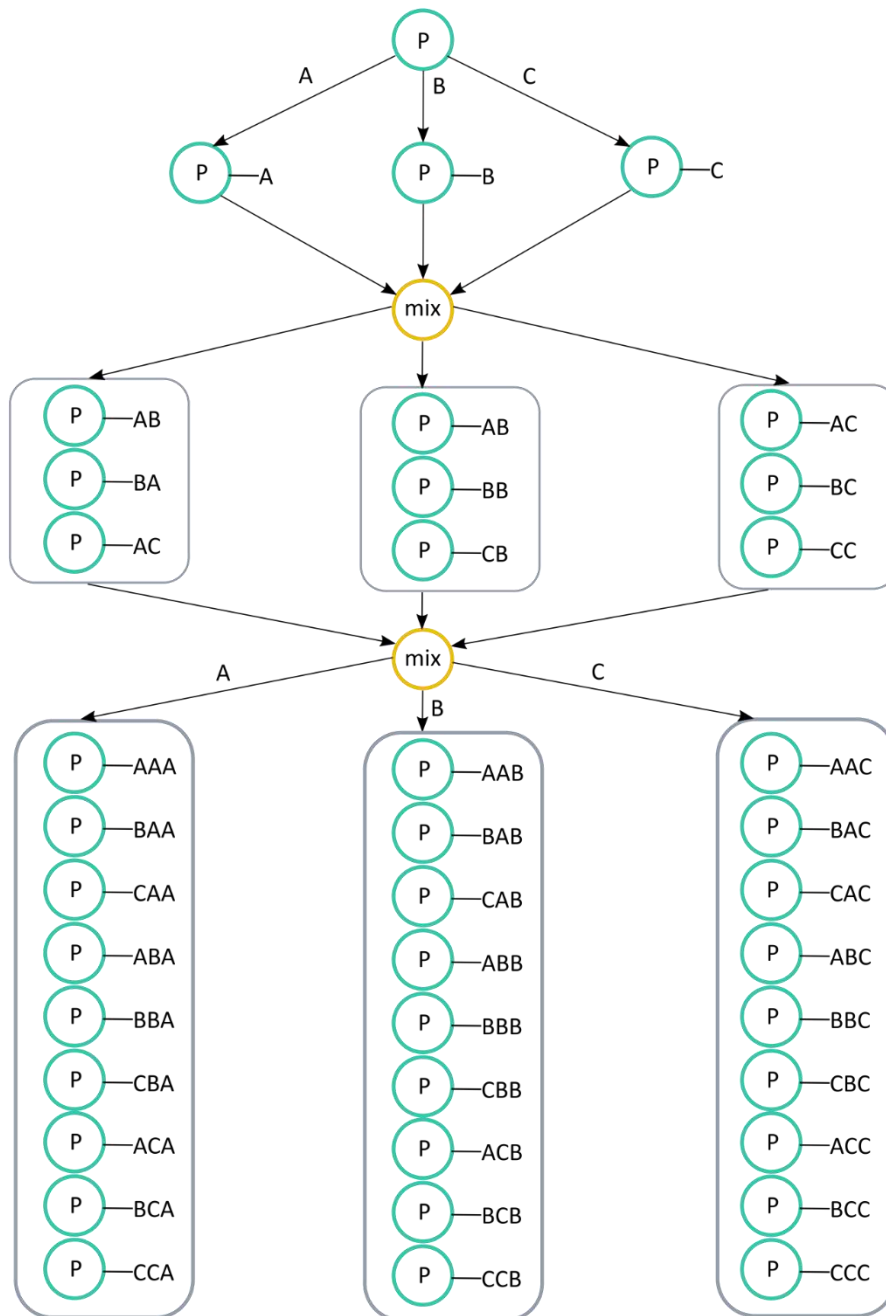 P
A B C
P A P B P C
mix
P AB P AB P AC
P BA P BB P BC
P AC P CB P CC
mix
A B C
P AAA P AAB P AAC
P BAA P BAB P BAC
P CAA P CAB P CAC
P ABA P ABB P ABC
P BBA P BBB P BBC
P CBA P CBB P CBC
P ACA P ACB P ACC
P BCA P BCB P BCC
P CCA P CCB P CCC